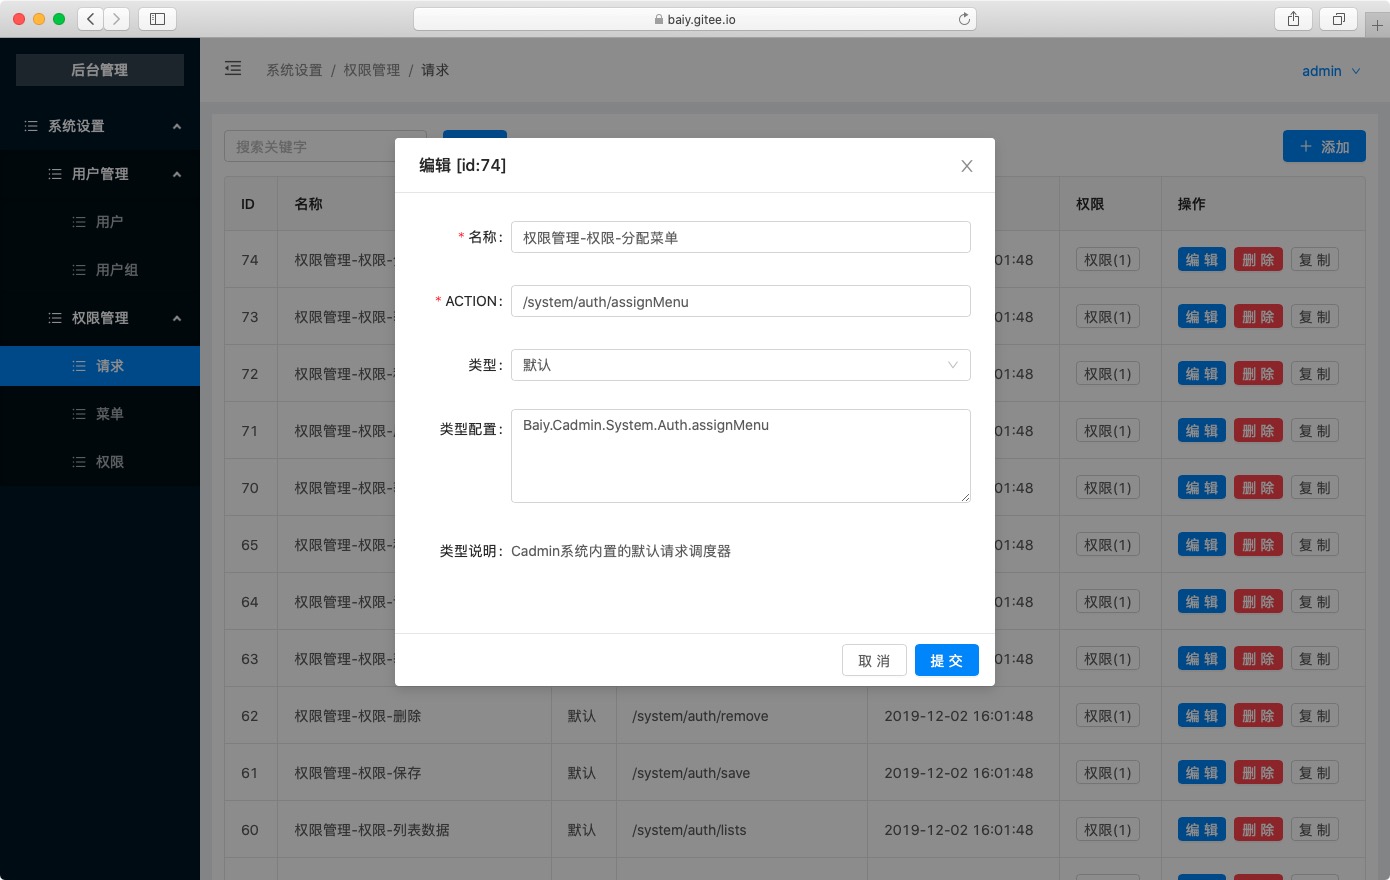 baiy.gitee.io
后台管理
系统设置 / 权限管理 / 请求
admin
系统设置
用户管理
用户
用户组
权限管理
请求
菜单
权限
搜索关键字
添加
ID 名称 权限 操作
74 权限管理-权限- 01:48 权限(1) 编 辑 删 除 复 制
73 权限管理-权限- 01:48 权限(1) 编 辑 删 除 复 制
72 权限管理-权限- 01:48 权限(1) 编 辑 删 除 复 制
71 权限管理-权限- 01:48 权限(1) 编 辑 删 除 复 制
70 权限管理-权限- 01:48 权限(1) 编 辑 删 除 复 制
65 权限管理-权限- 01:48 权限(1) 编 辑 删 除 复 制
64 权限管理-权限- 01:48 权限(1) 编 辑 删 除 复 制
63 权限管理-权限- 01:48 权限(1) 编 辑 删 除 复 制
62 权限管理-权限-删除 默认 /system/auth/remove 2019-12-02 16:01:48 权限(1) 编 辑 删 除 复 制
61 权限管理-权限-保存 默认 /system/auth/save 2019-12-02 16:01:48 权限(1) 编 辑 删 除 复 制
60 权限管理-权限-列表数据 默认 /system/auth/lists 2019-12-02 16:01:48 权限(1) 编 辑 删 除 复 制
编辑 [id:74]
* 名称: 权限管理-权限-分配菜单
* ACTION: /system/auth/assignMenu
类型: 默认
类型配置: Baiy.Cadmin.System.Auth.assignMenu
类型说明: Cadmin系统内置的默认请求调度器
取 消 提 交